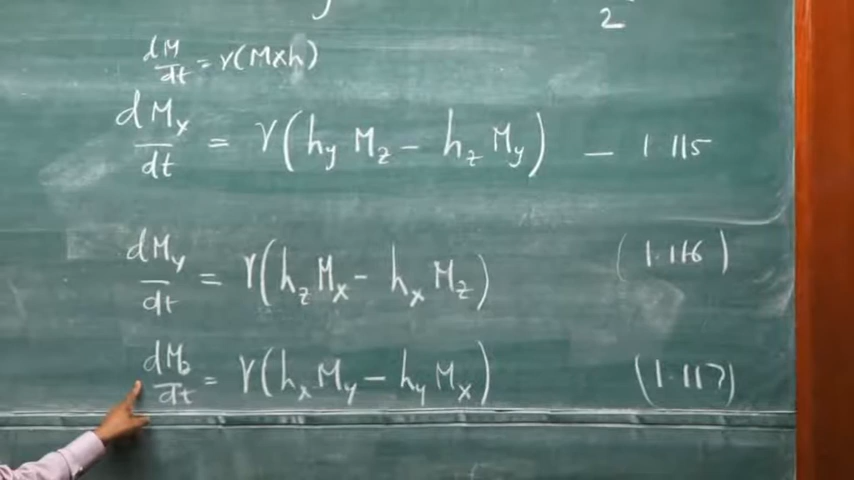 2
dM/dt = γ(M×h)
dMx/dt = γ(hy Mz − hz My) − 1.115
dMy/dt = γ(hz Mx − hx Mz) (1.116)
dMz/dt = γ(hx My − hy Mx) (1.117)